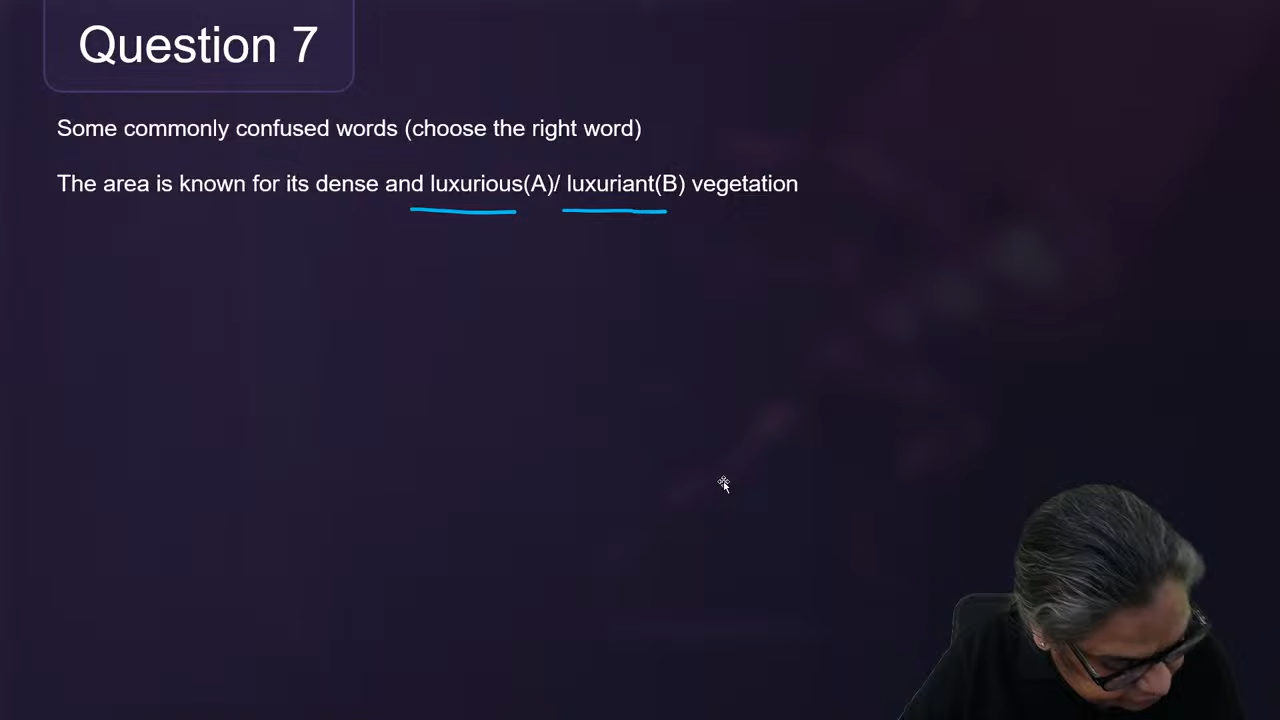 Question 7
Some commonly confused words (choose the right word)
The area is known for its dense and luxurious(A)/ luxuriant(B) vegetation